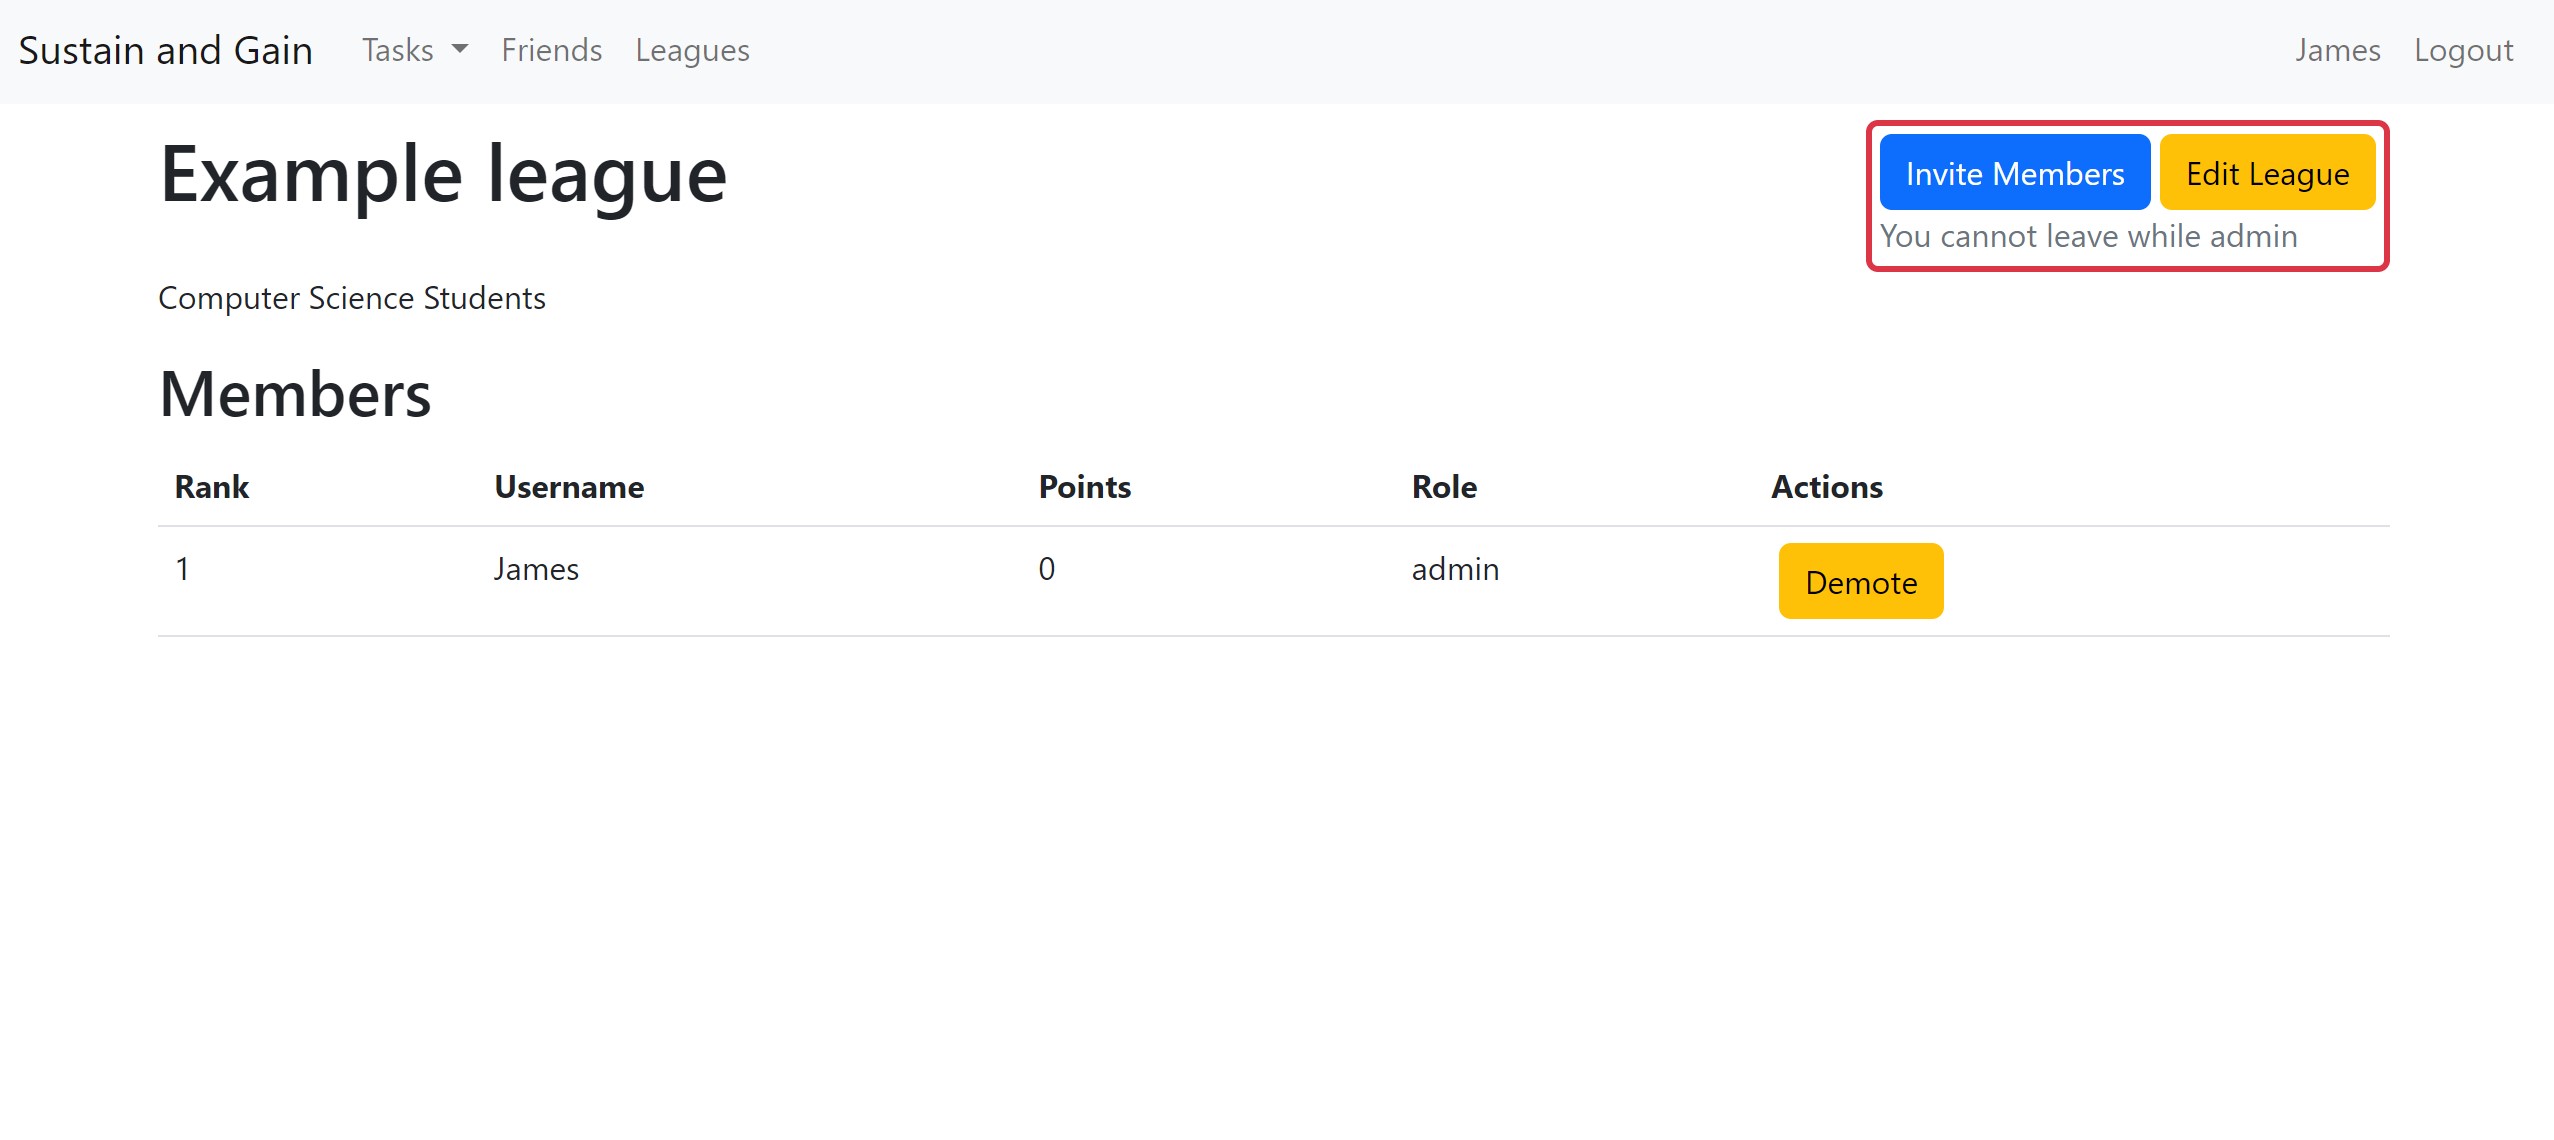 Sustain and Gain Tasks Friends Leagues James Logout
Example league
Invite Members Edit League
You cannot leave while admin
Computer Science Students
Members
Rank Username Points Role Actions
1 James 0 admin Demote